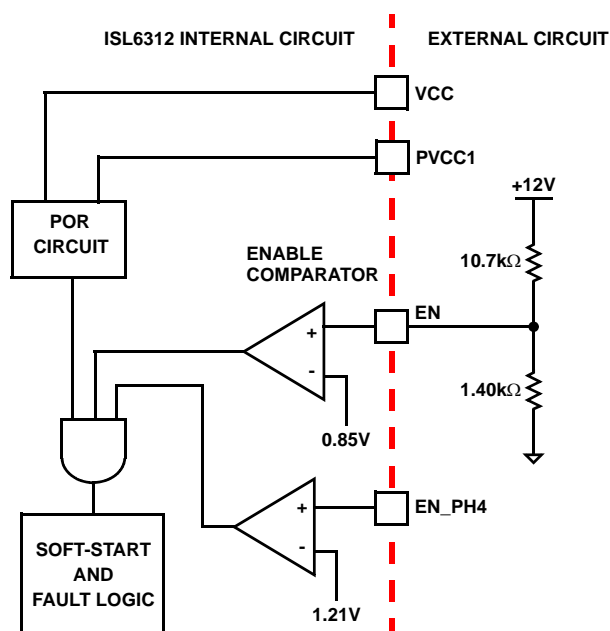 ISL6312 INTERNAL CIRCUIT
EXTERNAL CIRCUIT
VCC
PVCC1
+12V
POR
CIRCUIT
10.7kΩ
ENABLE
COMPARATOR
EN
+
-
1.40kΩ
0.85V
EN_PH4
+
-
SOFT-START
AND
FAULT LOGIC
1.21V